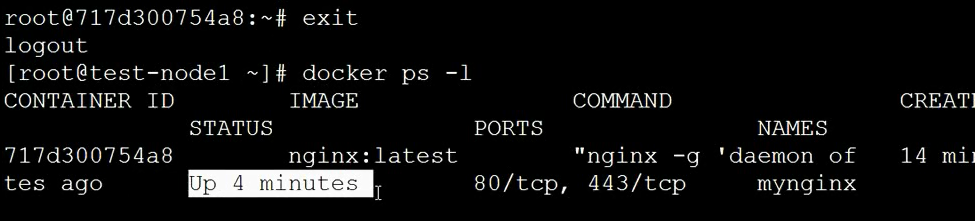 root@717d300754a8:~# exit
logout
[root@test-node1 ~]# docker ps -l
CONTAINER ID IMAGE COMMAND CREATE
STATUS PORTS NAMES
717d300754a8 nginx:latest "nginx -g 'daemon of 14 min
tes ago Up 4 minutes 80/tcp, 443/tcp mynginx